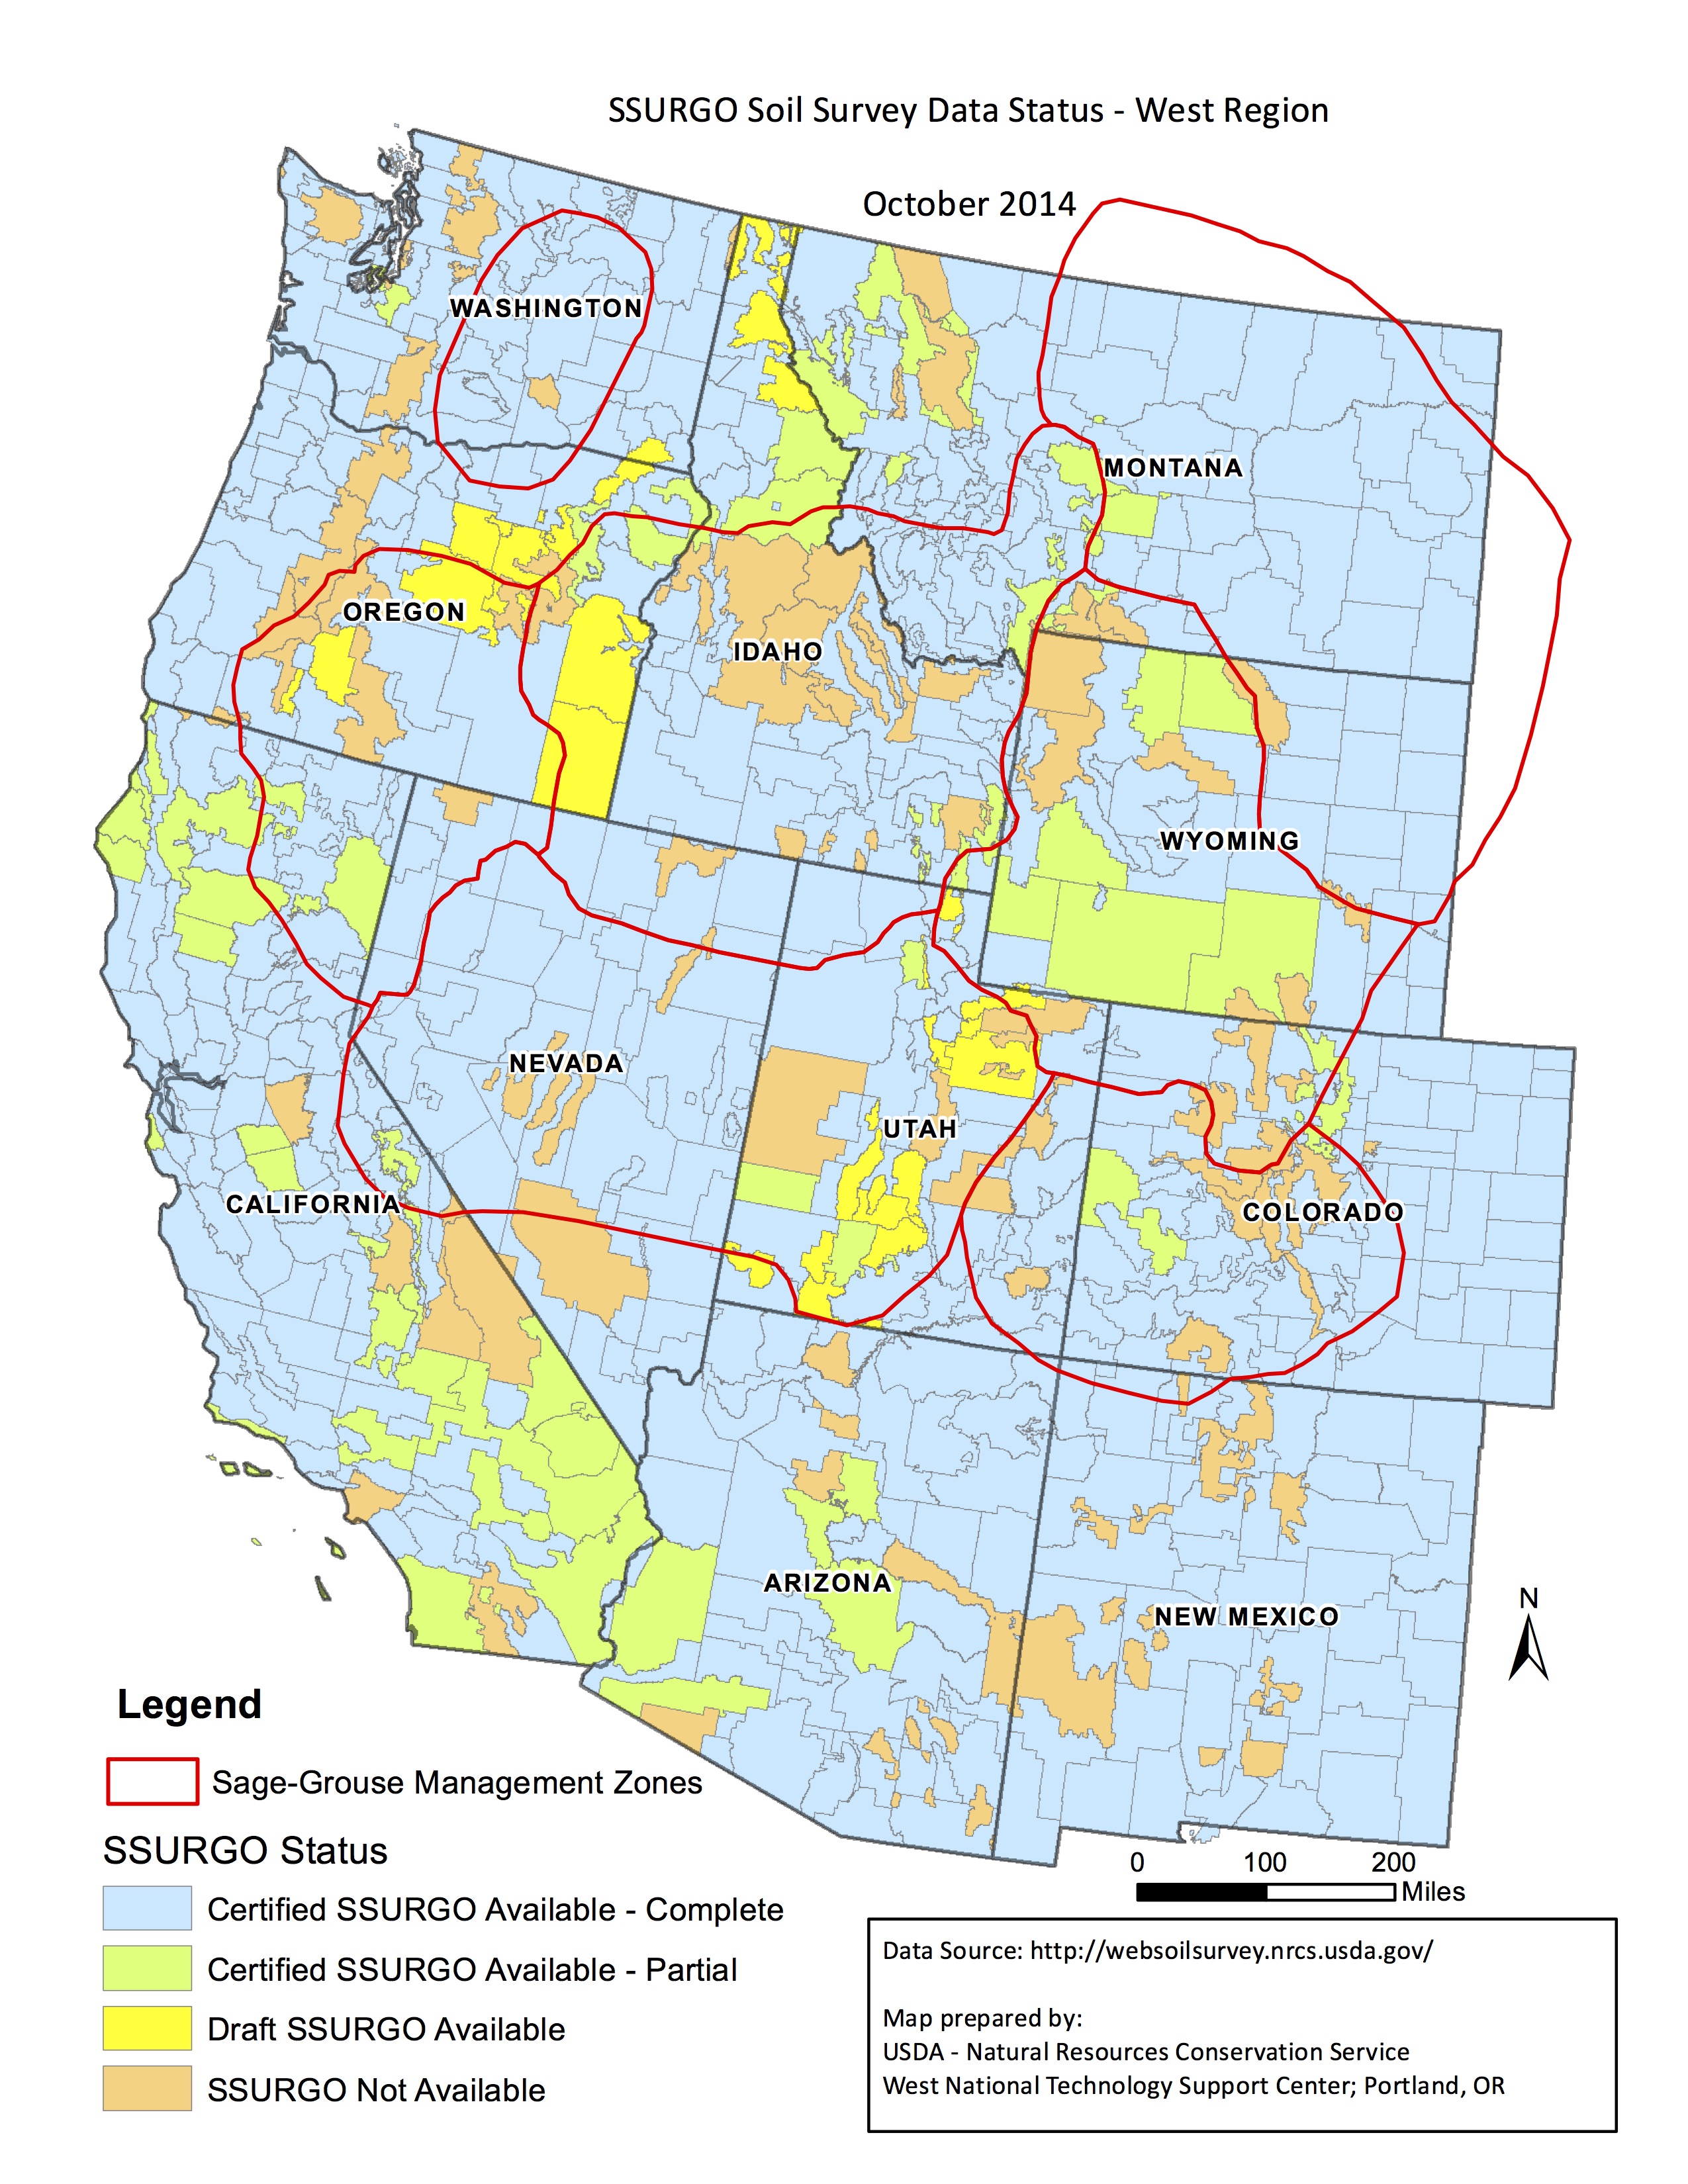 SSURGO Soil Survey Data Status - West Region
October 2014
WASHINGTON
MONTANA
OREGON
IDAHO
WYOMING
NEVADA
UTAH
CALIFORNIA
COLORADO
ARIZONA
NEW MEXICO
N
Legend
Sage-Grouse Management Zones
SSURGO Status
Certified SSURGO Available - Complete
Certified SSURGO Available - Partial
Draft SSURGO Available
SSURGO Not Available
0 100 200
Miles
Data Source: http://websoilsurvey.nrcs.usda.gov/
Map prepared by:
USDA - Natural Resources Conservation Service
West National Technology Support Center; Portland, OR